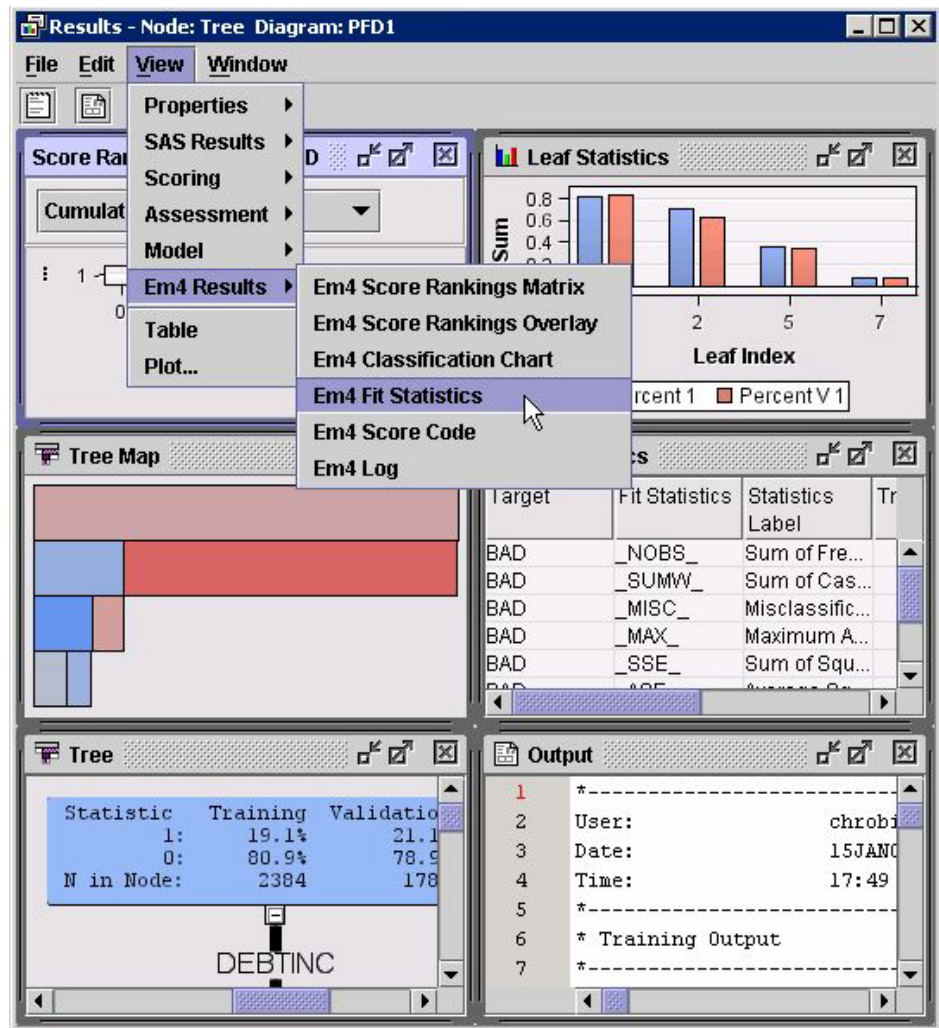 Results - Node: Tree Diagram: PFD1
File Edit View Window
Properties
SAS Results
Scoring
Assessment
Model
Em4 Results
Table
Plot...
Em4 Score Rankings Matrix
Em4 Score Rankings Overlay
Em4 Classification Chart
Em4 Fit Statistics
Em4 Score Code
Em4 Log
Score Ra
D
Cumulat
1
0
Leaf Statistics
Sum
0.8
0.6
0.4
0.2
2 5 7
Leaf Index
rcent 1 Percent V 1
Tree Map
cs
Target Fit Statistics Statistics Label Tr
BAD _NOBS_ Sum of Fre...
BAD _SUMW_ Sum of Cas...
BAD _MISC_ Misclassific...
BAD _MAX_ Maximum A...
BAD _SSE_ Sum of Squ...
Tree
Statistic Training Validatio
1: 19.1% 21.1
0: 80.9% 78.9
N in Node: 2384 178
DEBTINC
Output
1 *-----------------------------
2 User: chrobi
3 Date: 15JAN0
4 Time: 17:49
5 *-----------------------------
6 * Training Output
7 *-----------------------------